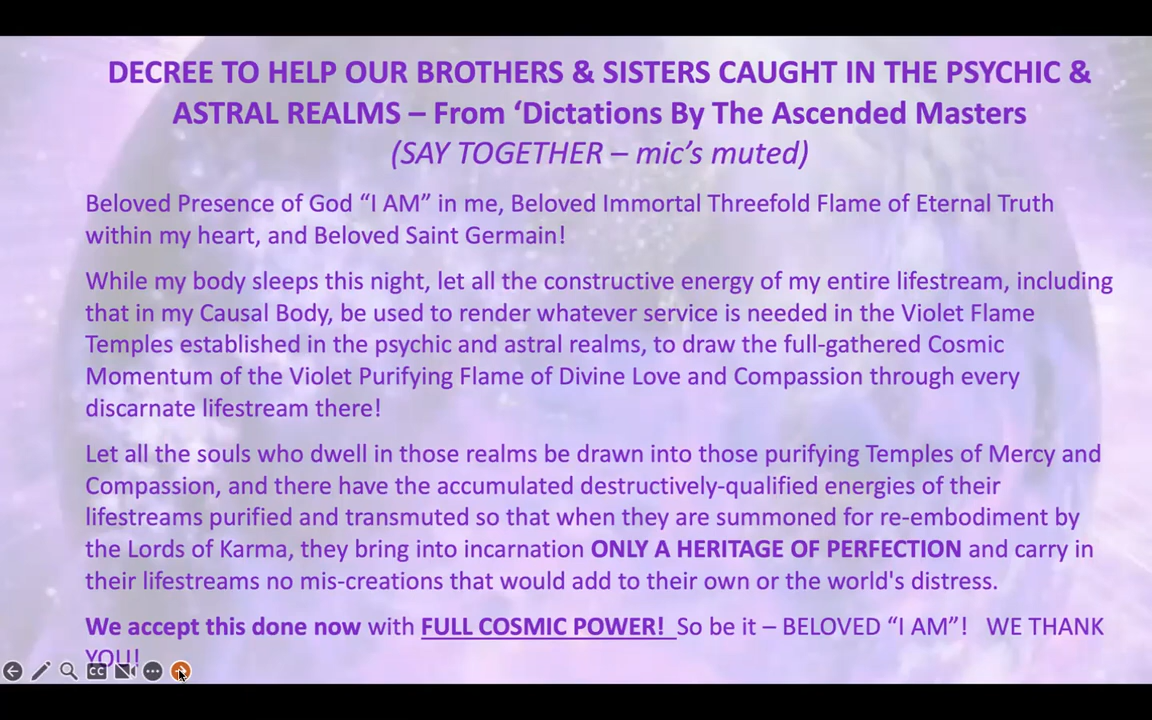 DECREE TO HELP OUR BROTHERS & SISTERS CAUGHT IN THE PSYCHIC &
ASTRAL REALMS – From ‘Dictations By The Ascended Masters
(SAY TOGETHER – mic’s muted)
Beloved Presence of God “I AM” in me, Beloved Immortal Threefold Flame of Eternal Truth
within my heart, and Beloved Saint Germain!
While my body sleeps this night, let all the constructive energy of my entire lifestream, including
that in my Causal Body, be used to render whatever service is needed in the Violet Flame
Temples established in the psychic and astral realms, to draw the full-gathered Cosmic
Momentum of the Violet Purifying Flame of Divine Love and Compassion through every
discarnate lifestream there!
Let all the souls who dwell in those realms be drawn into those purifying Temples of Mercy and
Compassion, and there have the accumulated destructively-qualified energies of their
lifestreams purified and transmuted so that when they are summoned for re-embodiment by
the Lords of Karma, they bring into incarnation ONLY A HERITAGE OF PERFECTION and carry in
their lifestreams no mis-creations that would add to their own or the world's distress.
We accept this done now with FULL COSMIC POWER! So be it – BELOVED “I AM”! WE THANK
YOU!
CC